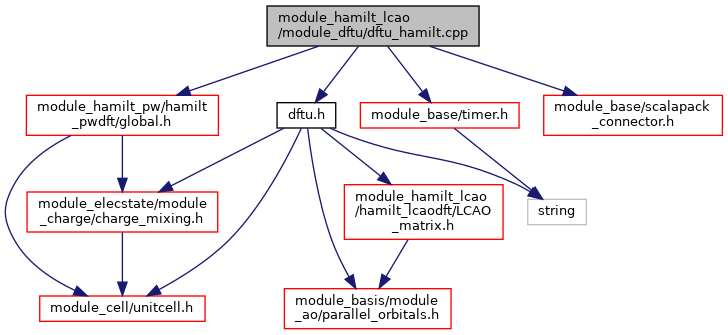 module_hamilt_lcao
/module_dftu/dftu_hamilt.cpp
module_hamilt_pw/hamilt
_pwdft/global.h
dftu.h
module_base/timer.h
module_base/scalapack
_connector.h
module_elecstate/module
_charge/charge_mixing.h
module_hamilt_lcao
/hamilt_lcaodft/LCAO
_matrix.h
string
module_cell/unitcell.h
module_basis/module
_ao/parallel_orbitals.h